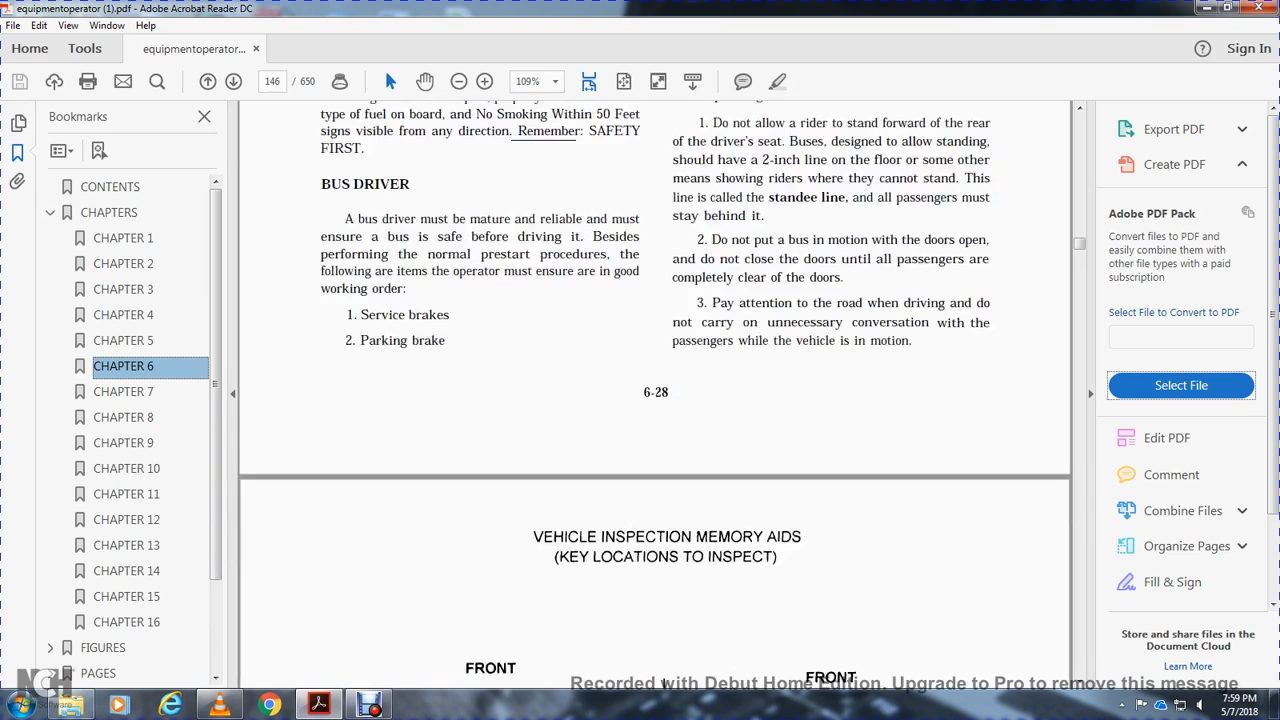 equipmentoperator (1).pdf - Adobe Acrobat Reader DC
File Edit View Window Help
Home Tools equipmentoperator... × Sign In
146 / 650 109%
Bookmarks
CONTENTS
CHAPTERS
CHAPTER 1
CHAPTER 2
CHAPTER 3
CHAPTER 4
CHAPTER 5
CHAPTER 6
CHAPTER 7
CHAPTER 8
CHAPTER 9
CHAPTER 10
CHAPTER 11
CHAPTER 12
CHAPTER 13
CHAPTER 14
CHAPTER 15
CHAPTER 16
FIGURES
PAGES
type of fuel on board, and No Smoking Within 50 Feet
signs visible from any direction. Remember: SAFETY
FIRST.
BUS DRIVER
A bus driver must be mature and reliable and must
ensure a bus is safe before driving it. Besides
performing the normal prestart procedures, the
following are items the operator must ensure are in good
working order:
1. Service brakes
2. Parking brake
1. Do not allow a rider to stand forward of the rear
of the driver's seat. Buses, designed to allow standing,
should have a 2-inch line on the floor or some other
means showing riders where they cannot stand. This
line is called the standee line, and all passengers must
stay behind it.
2. Do not put a bus in motion with the doors open,
and do not close the doors until all passengers are
completely clear of the doors.
3. Pay attention to the road when driving and do
not carry on unnecessary conversation with the
passengers while the vehicle is in motion.
6-28
VEHICLE INSPECTION MEMORY AIDS
(KEY LOCATIONS TO INSPECT)
FRONT
FRONT
Export PDF
Create PDF
Adobe PDF Pack
Convert files to PDF and
easily combine them with
other file types with a paid
subscription
Select File to Convert to PDF
Select File
Edit PDF
Comment
Combine Files
Organize Pages
Fill & Sign
Store and share files in the
Document Cloud
Learn More
Recorded with Debut Home Edition. Upgrade to Pro to remove this message
NCH
Software
7:59 PM
5/7/2018